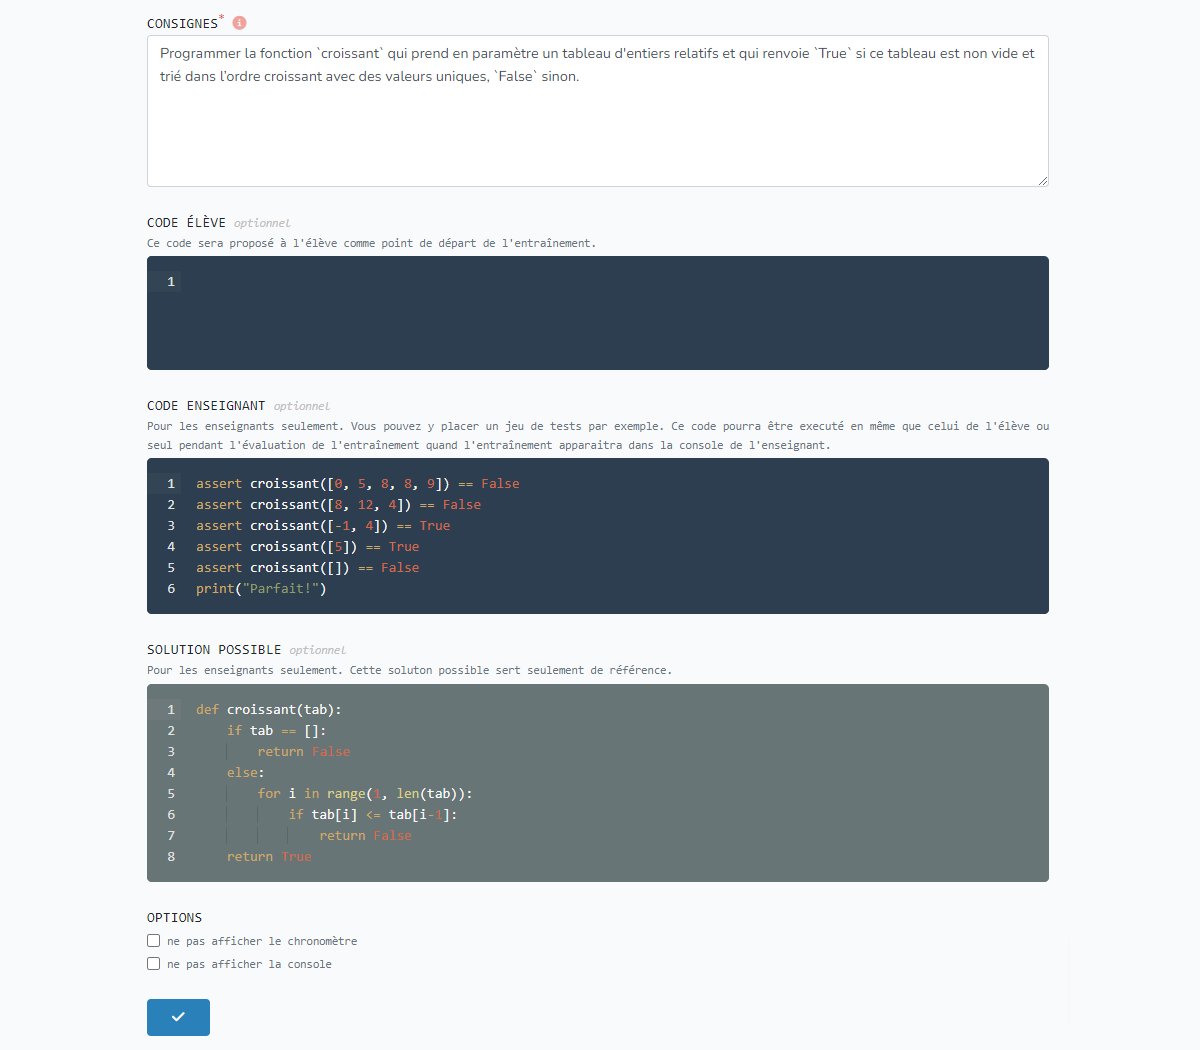 CONSIGNES* i
Programmer la fonction `croissant` qui prend en paramètre un tableau d'entiers relatifs et qui renvoie `True` si ce tableau est non vide et
trié dans l'ordre croissant avec des valeurs uniques, `False` sinon.
CODE ÉLÈVE optionnel
Ce code sera proposé à l'élève comme point de départ de l'entraînement.
1
CODE ENSEIGNANT optionnel
Pour les enseignants seulement. Vous pouvez y placer un jeu de tests par exemple. Ce code pourra être executé en même que celui de l'élève ou
seul pendant l'évaluation de l'entraînement quand l'entraînement apparaitra dans la console de l'enseignant.
1 assert croissant([0, 5, 8, 8, 9]) == False
2 assert croissant([8, 12, 4]) == False
3 assert croissant([-1, 4]) == True
4 assert croissant([5]) == True
5 assert croissant([]) == False
6 print("Parfait!")
SOLUTION POSSIBLE optionnel
Pour les enseignants seulement. Cette soluton possible sert seulement de référence.
1 def croissant(tab):
2     if tab == []:
3         return False
4     else:
5         for i in range(1, len(tab)):
6             if tab[i] <= tab[i-1]:
7                 return False
8     return True
OPTIONS
ne pas afficher le chronomètre
ne pas afficher la console